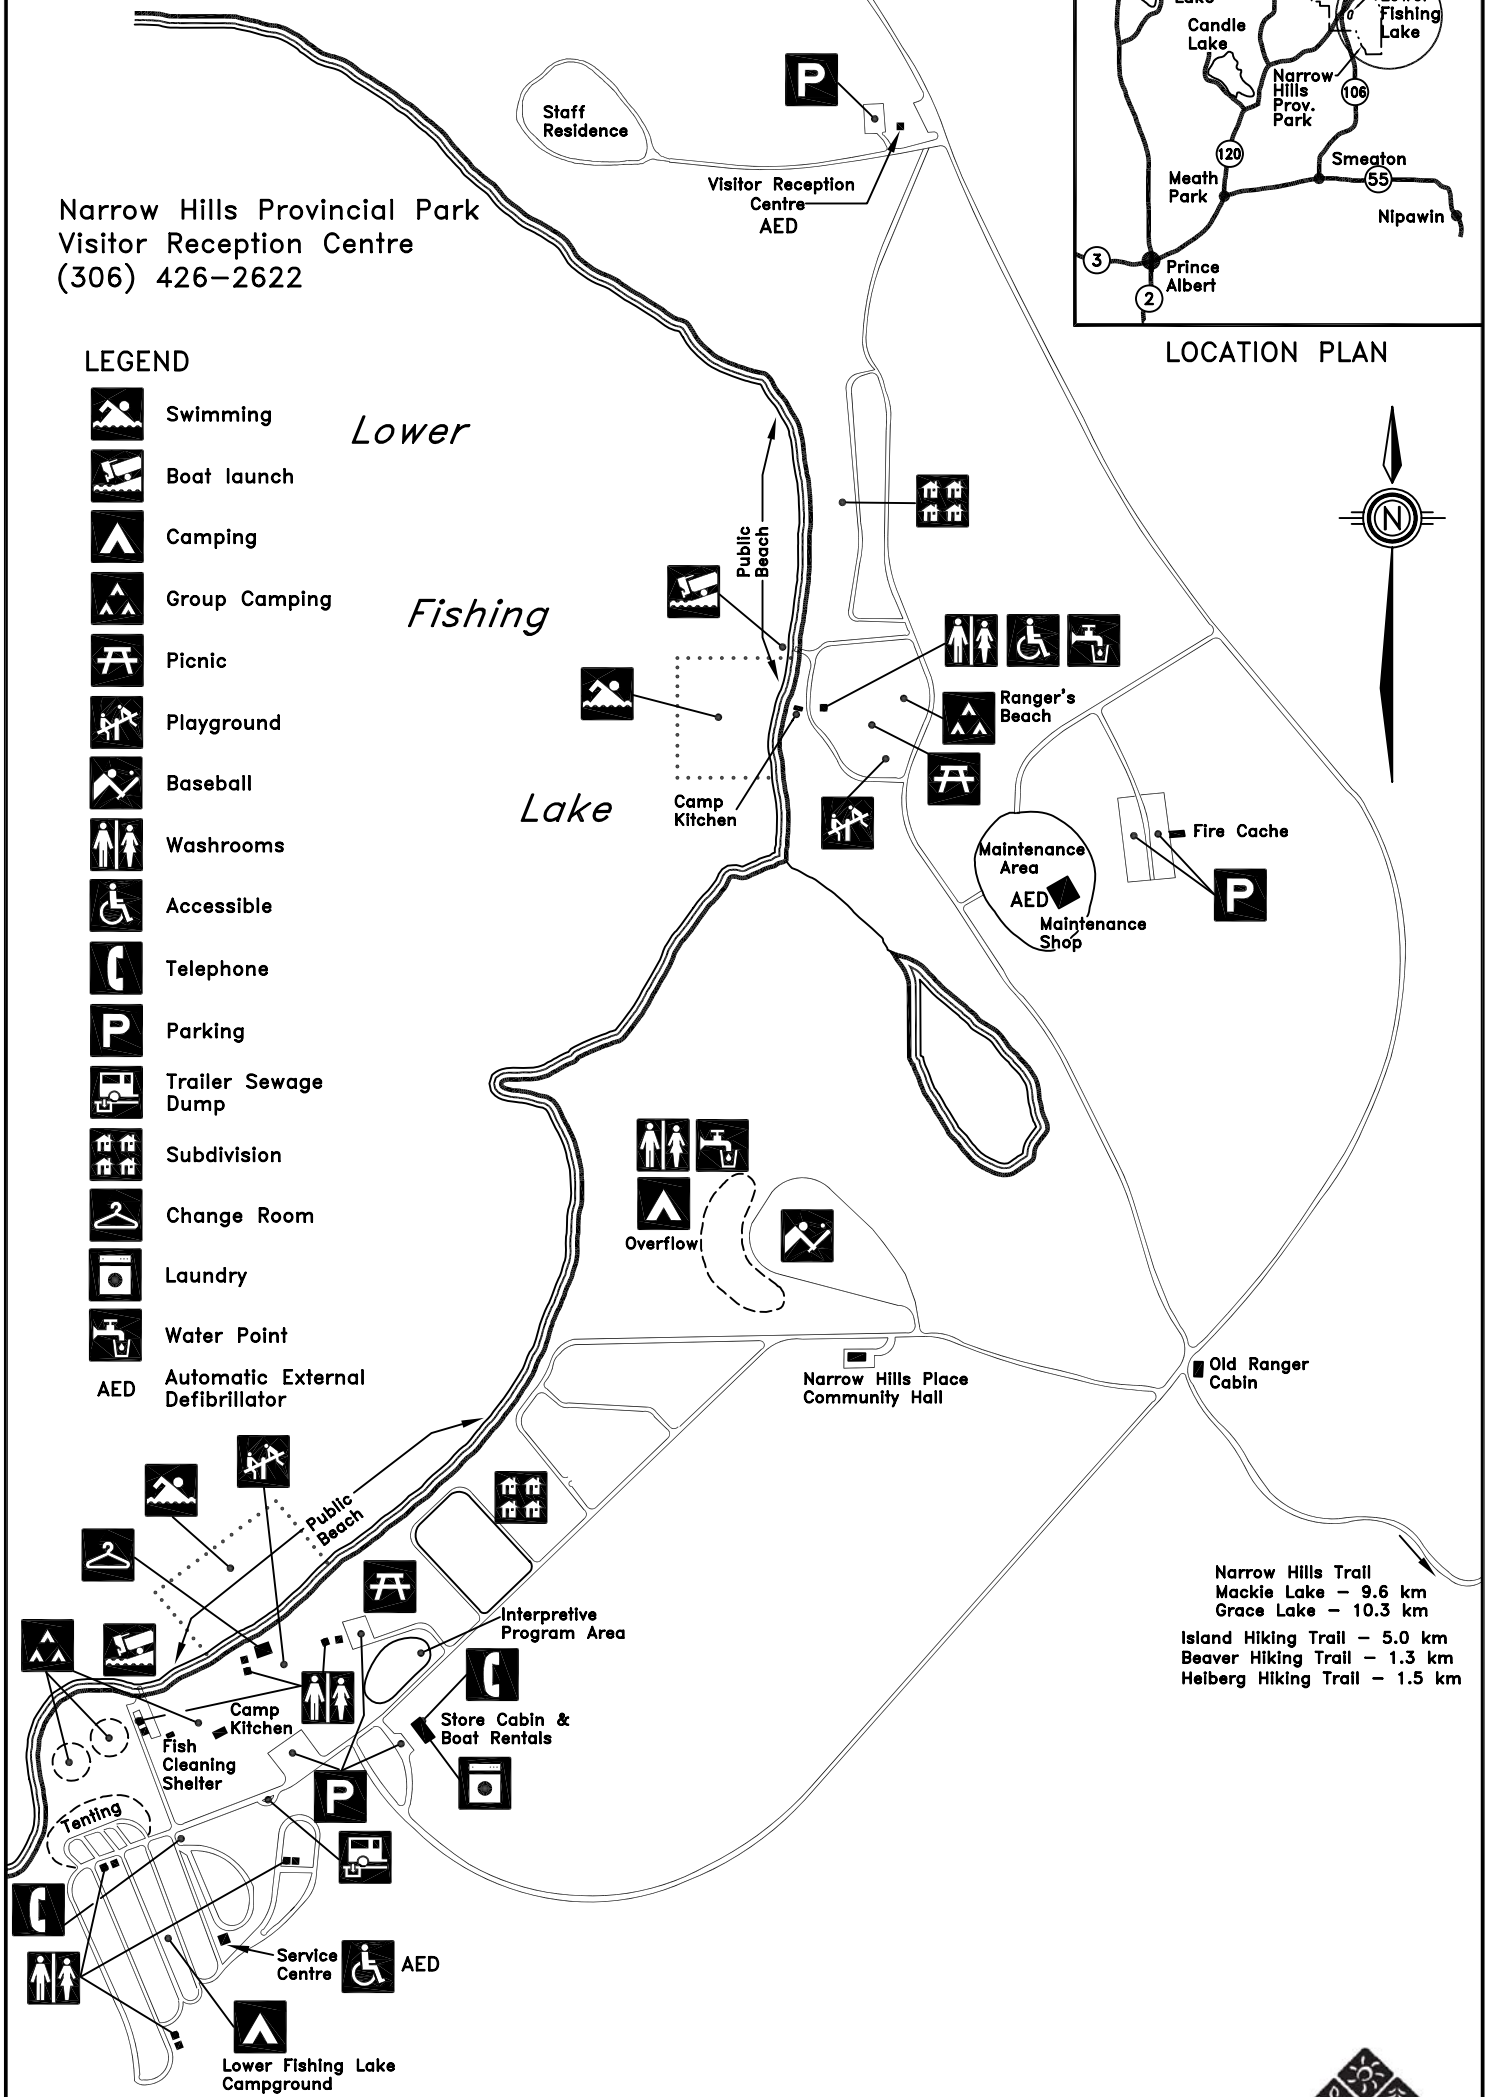 Lake
Candle
Lake
Fishing
Lake
Narrow
Hills
Prov.
Park
106
120
Smeaton
55
Meath
Park
Nipawin
3
Prince
Albert
2
LOCATION PLAN
P
Staff
Residence
Visitor Reception
Centre
AED
Narrow Hills Provincial Park
Visitor Reception Centre
(306) 426-2622
LEGEND
Swimming
Boat launch
Camping
Group Camping
Picnic
Playground
Baseball
Washrooms
Accessible
Telephone
P
Parking
Trailer Sewage
Dump
Subdivision
Change Room
Laundry
Water Point
AED
Automatic External
Defibrillator
Lower
Fishing
Lake
N
Public
Beach
Ranger's
Beach
Camp
Kitchen
Maintenance
Area
AED
Maintenance
Shop
Fire Cache
P
Overflow
Narrow Hills Place
Community Hall
Old Ranger
Cabin
Public
Beach
Narrow Hills Trail
Mackie Lake - 9.6 km
Grace Lake - 10.3 km
Island Hiking Trail - 5.0 km
Beaver Hiking Trail - 1.3 km
Heiberg Hiking Trail - 1.5 km
Interpretive
Program Area
Camp
Kitchen
Store Cabin &
Boat Rentals
Fish
Cleaning
Shelter
P
Tenting
Service
Centre
AED
Lower Fishing Lake
Campground